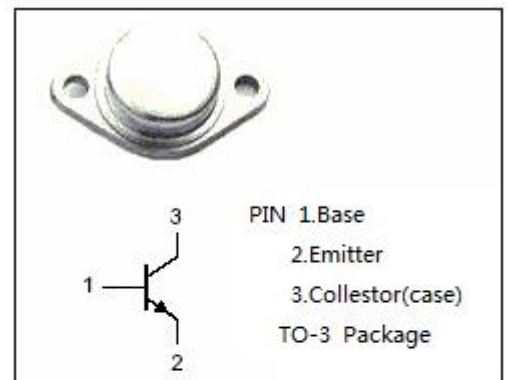 3
PIN 1.Base
2.Emitter
1
3.Collestor(case)
TO-3 Package
2